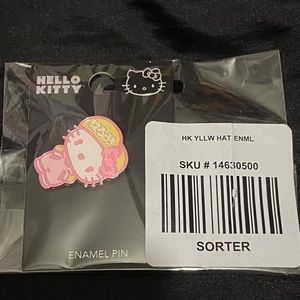 HELLO
KITTY
HK YLLW HAT ENML
SKU # 14630500
SORTER
ENAMEL PIN